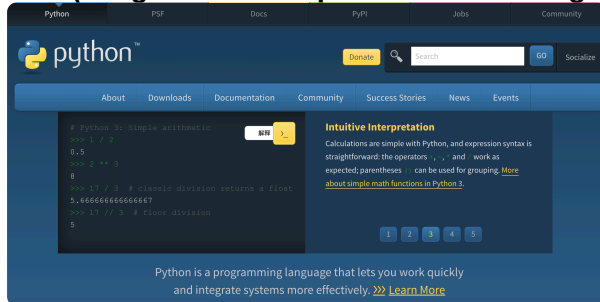 Python PSF Docs PyPI Jobs Community
python™
Donate Search GO Socialize
About Downloads Documentation Community Success Stories News Events
# Python 3: Simple arithmetic
>>> 1 / 2
0.5
>>> 2 ** 3
8
>>> 17 / 3 # classic division returns a float
5.666666666666667
>>> 17 // 3 # floor division
5
解释 >_
Intuitive Interpretation
Calculations are simple with Python, and expression syntax is
straightforward: the operators +, -, * and / work as
expected; parentheses () can be used for grouping. More
about simple math functions in Python 3.
1 2 3 4 5
Python is a programming language that lets you work quickly
and integrate systems more effectively. >>> Learn More